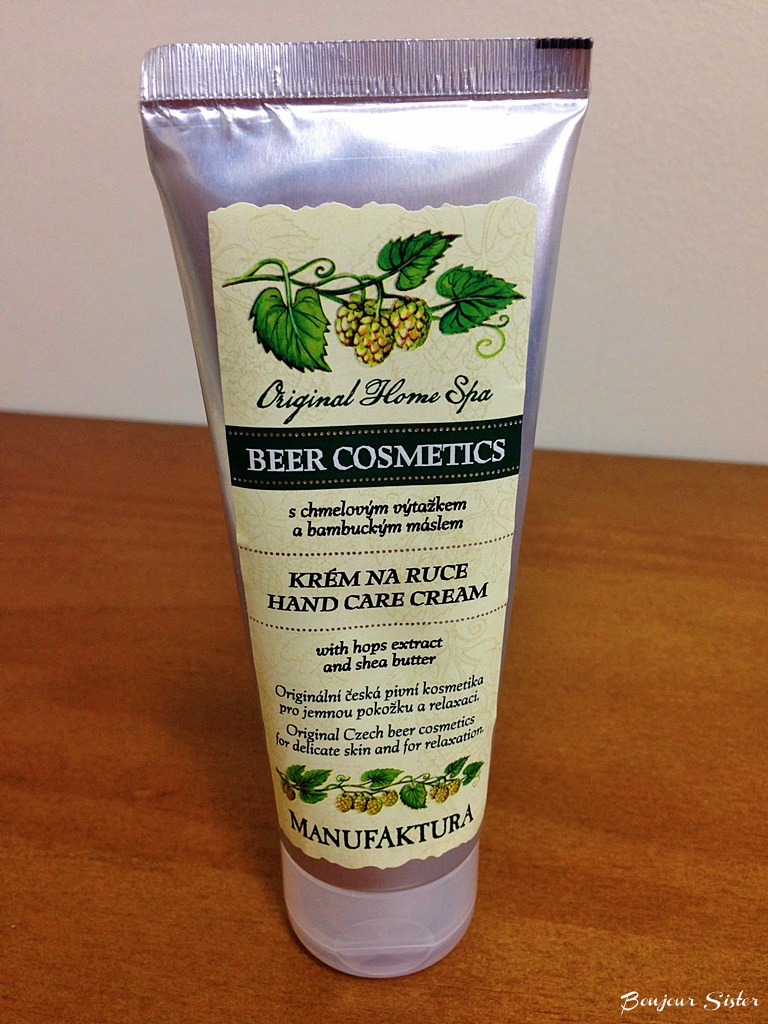 Original Home Spa
BEER COSMETICS
s chmelovým výtažkem
a bambuckým máslem
KRÉM NA RUCE
HAND CARE CREAM
with hops extract
and shea butter
Originální česká pivní kosmetika
pro jemnou pokožku a relaxaci.
Original Czech beer cosmetics
for delicate skin and for relaxation.
MANUFAKTURA
Bonjour Sister